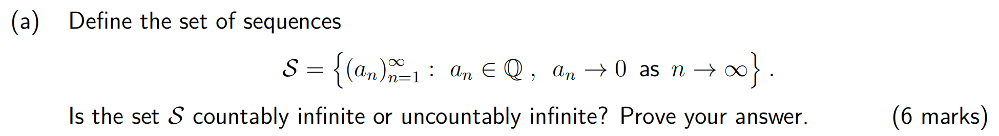 (a) Define the set of sequences
$\mathcal{S} = \left\{ (a_n)_{n=1}^{\infty} : \ a_n \in \mathbb{Q} \, , \ a_n \to 0 \ \text{as} \ n \to \infty \right\} .$
Is the set $\mathcal{S}$ countably infinite or uncountably infinite? Prove your answer. (6 marks)